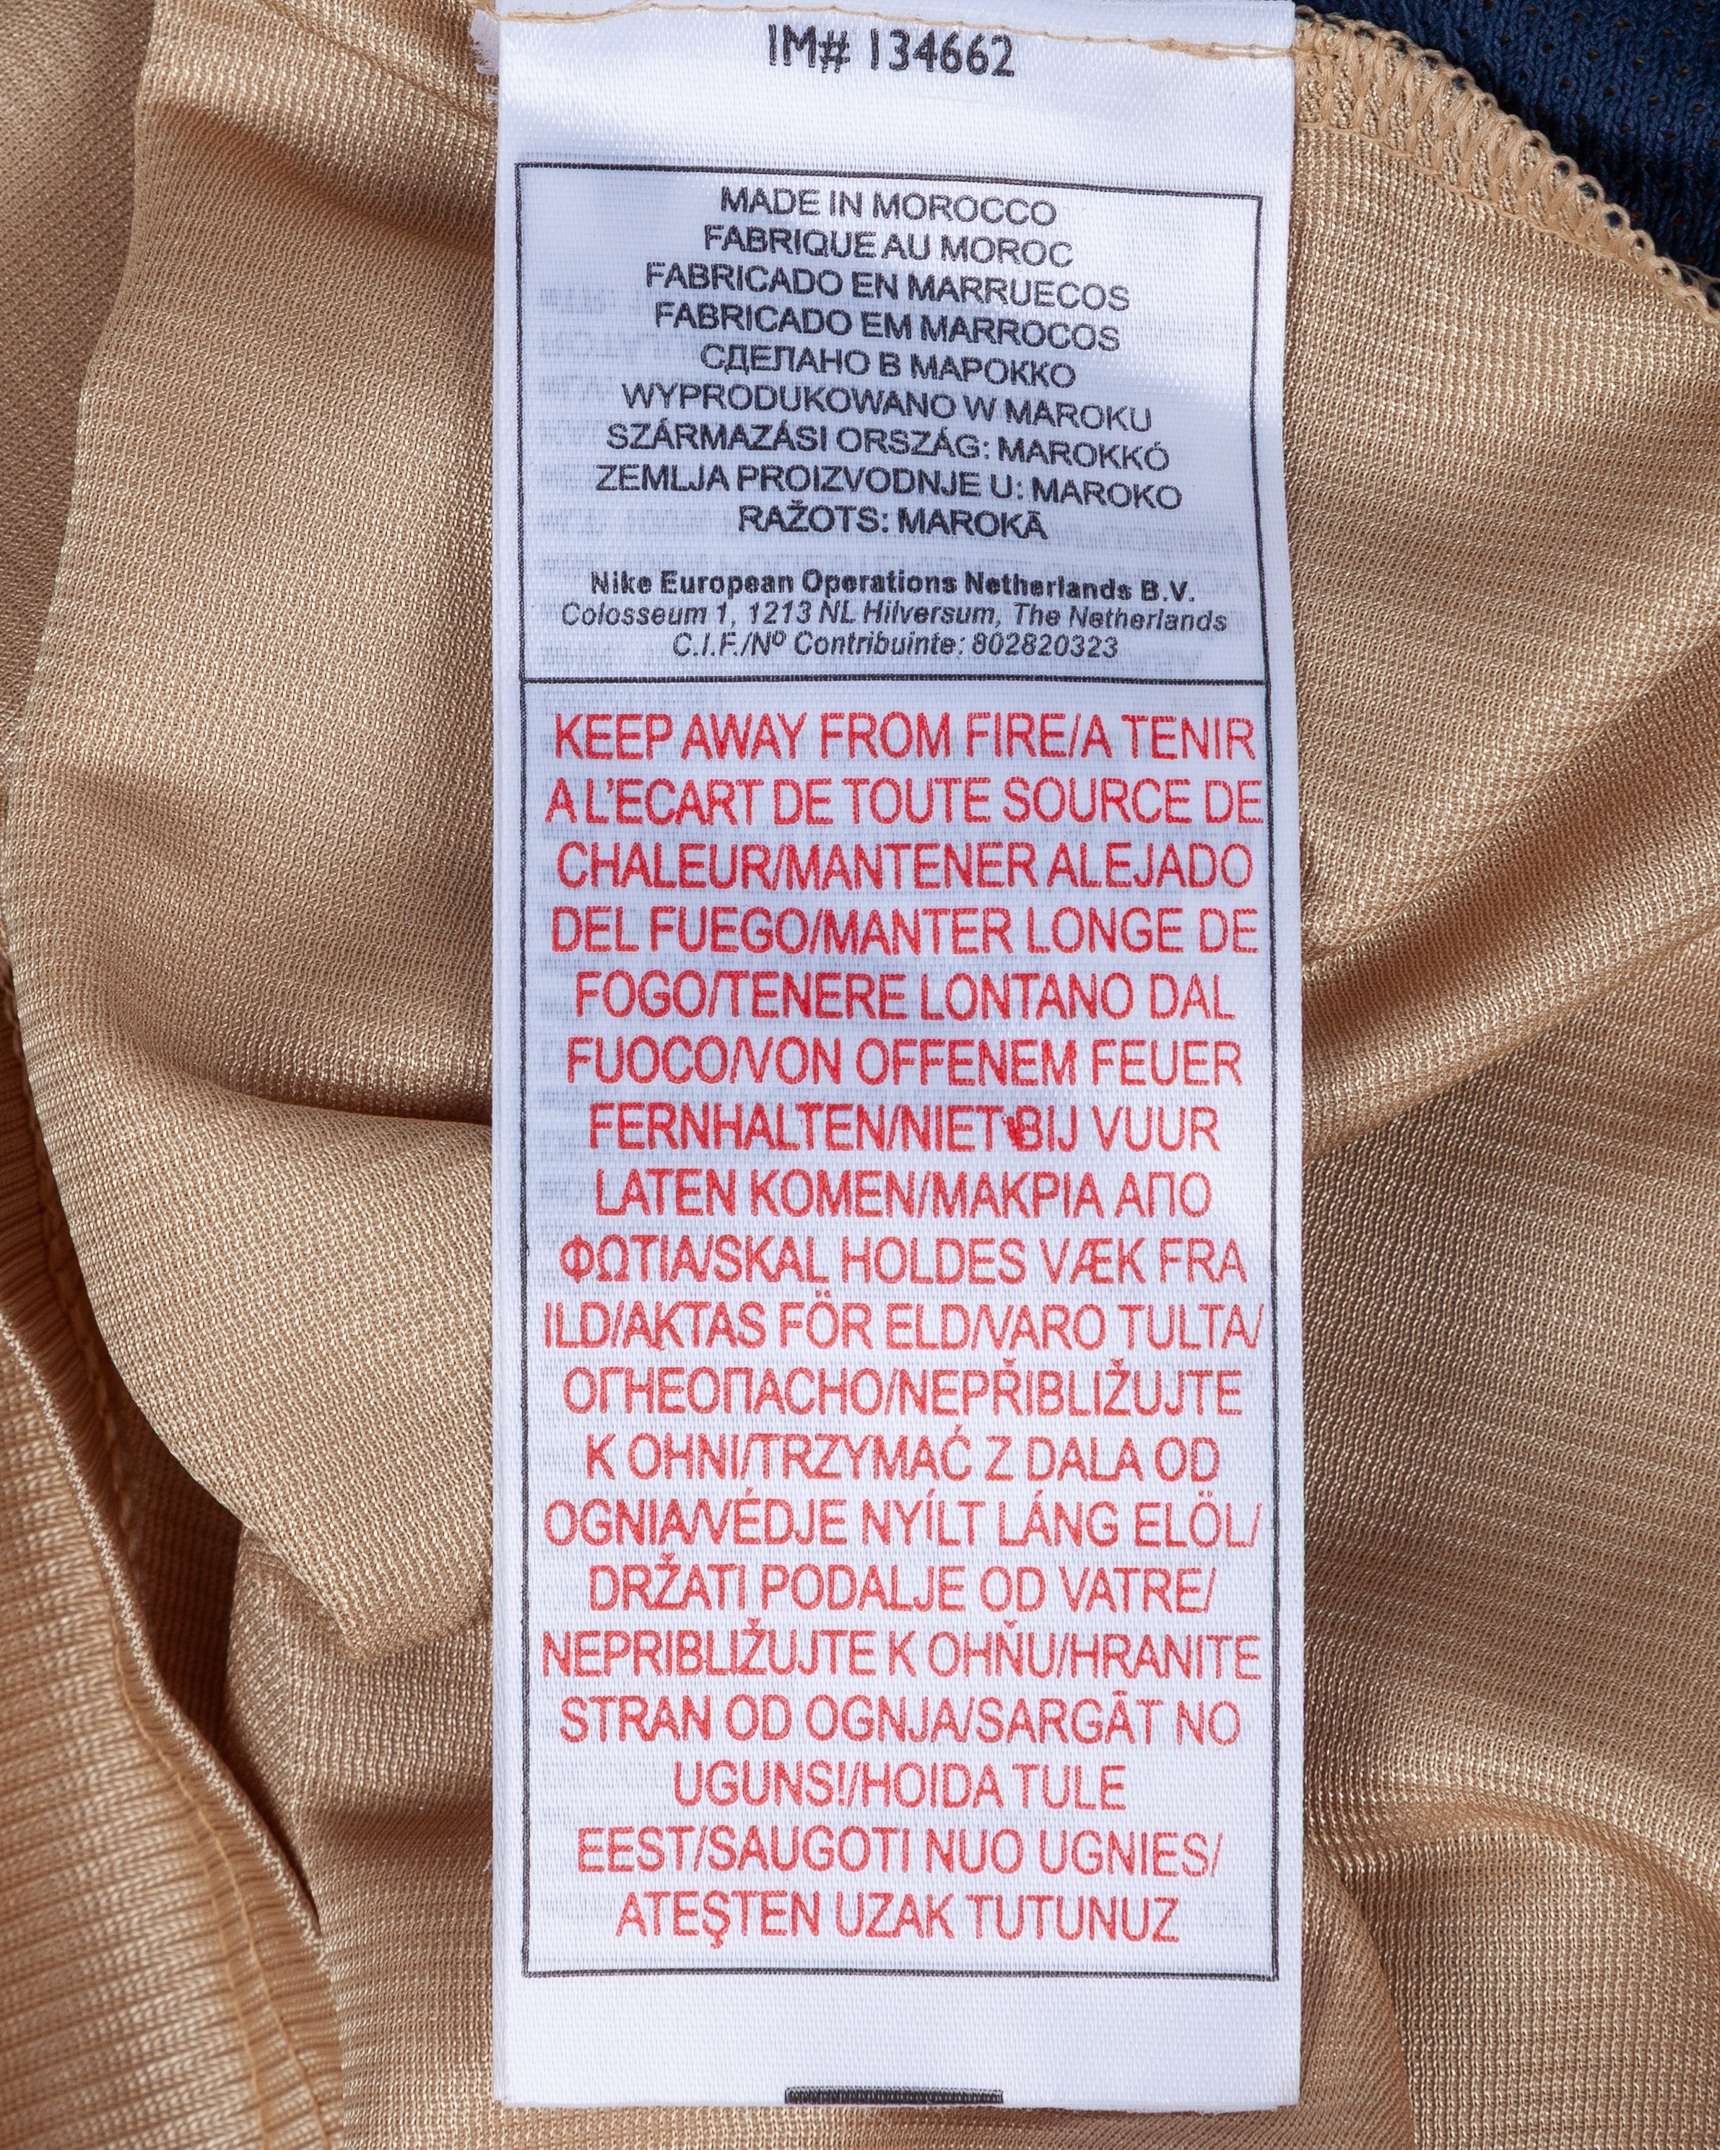 IM# 134662
MADE IN MOROCCO
FABRIQUE AU MOROC
FABRICADO EN MARRUECOS
FABRICADO EM MARROCOS
СДЕЛАНО В МАРОККО
WYPRODUKOWANO W MAROKU
SZÁRMAZÁSI ORSZÁG: MAROKKÓ
ZEMLJA PROIZVODNJE U: MAROKO
RAŽOTS: MAROKĀ
Nike European Operations Netherlands B.V.
Colosseum 1, 1213 NL Hilversum, The Netherlands
C.I.F./Nº Contribuinte: 802820323
KEEP AWAY FROM FIRE/A TENIR
A L'ECART DE TOUTE SOURCE DE
CHALEUR/MANTENER ALEJADO
DEL FUEGO/MANTER LONGE DE
FOGO/TENERE LONTANO DAL
FUOCO/VON OFFENEM FEUER
FERNHALTEN/NIET BIJ VUUR
LATEN KOMEN/ΜΑΚΡΙΑ ΑΠΟ
ΦΩΤΙΑ/SKAL HOLDES VÆK FRA
ILD/AKTAS FÖR ELD/VARO TULTA/
ОГНЕОПАСНО/NEPŘIBLIŽUJTE
K OHNI/TRZYMAĆ Z DALA OD
OGNIA/VÉDJE NYÍLT LÁNG ELÖL/
DRŽATI PODALJE OD VATRE/
NEPRIBLIŽUJTE K OHŇU/HRANITE
STRAN OD OGNJA/SARGĀT NO
UGUNS!/HOIDA TULE
EEST/SAUGOTI NUO UGNIES/
ATEŞTEN UZAK TUTUNUZ